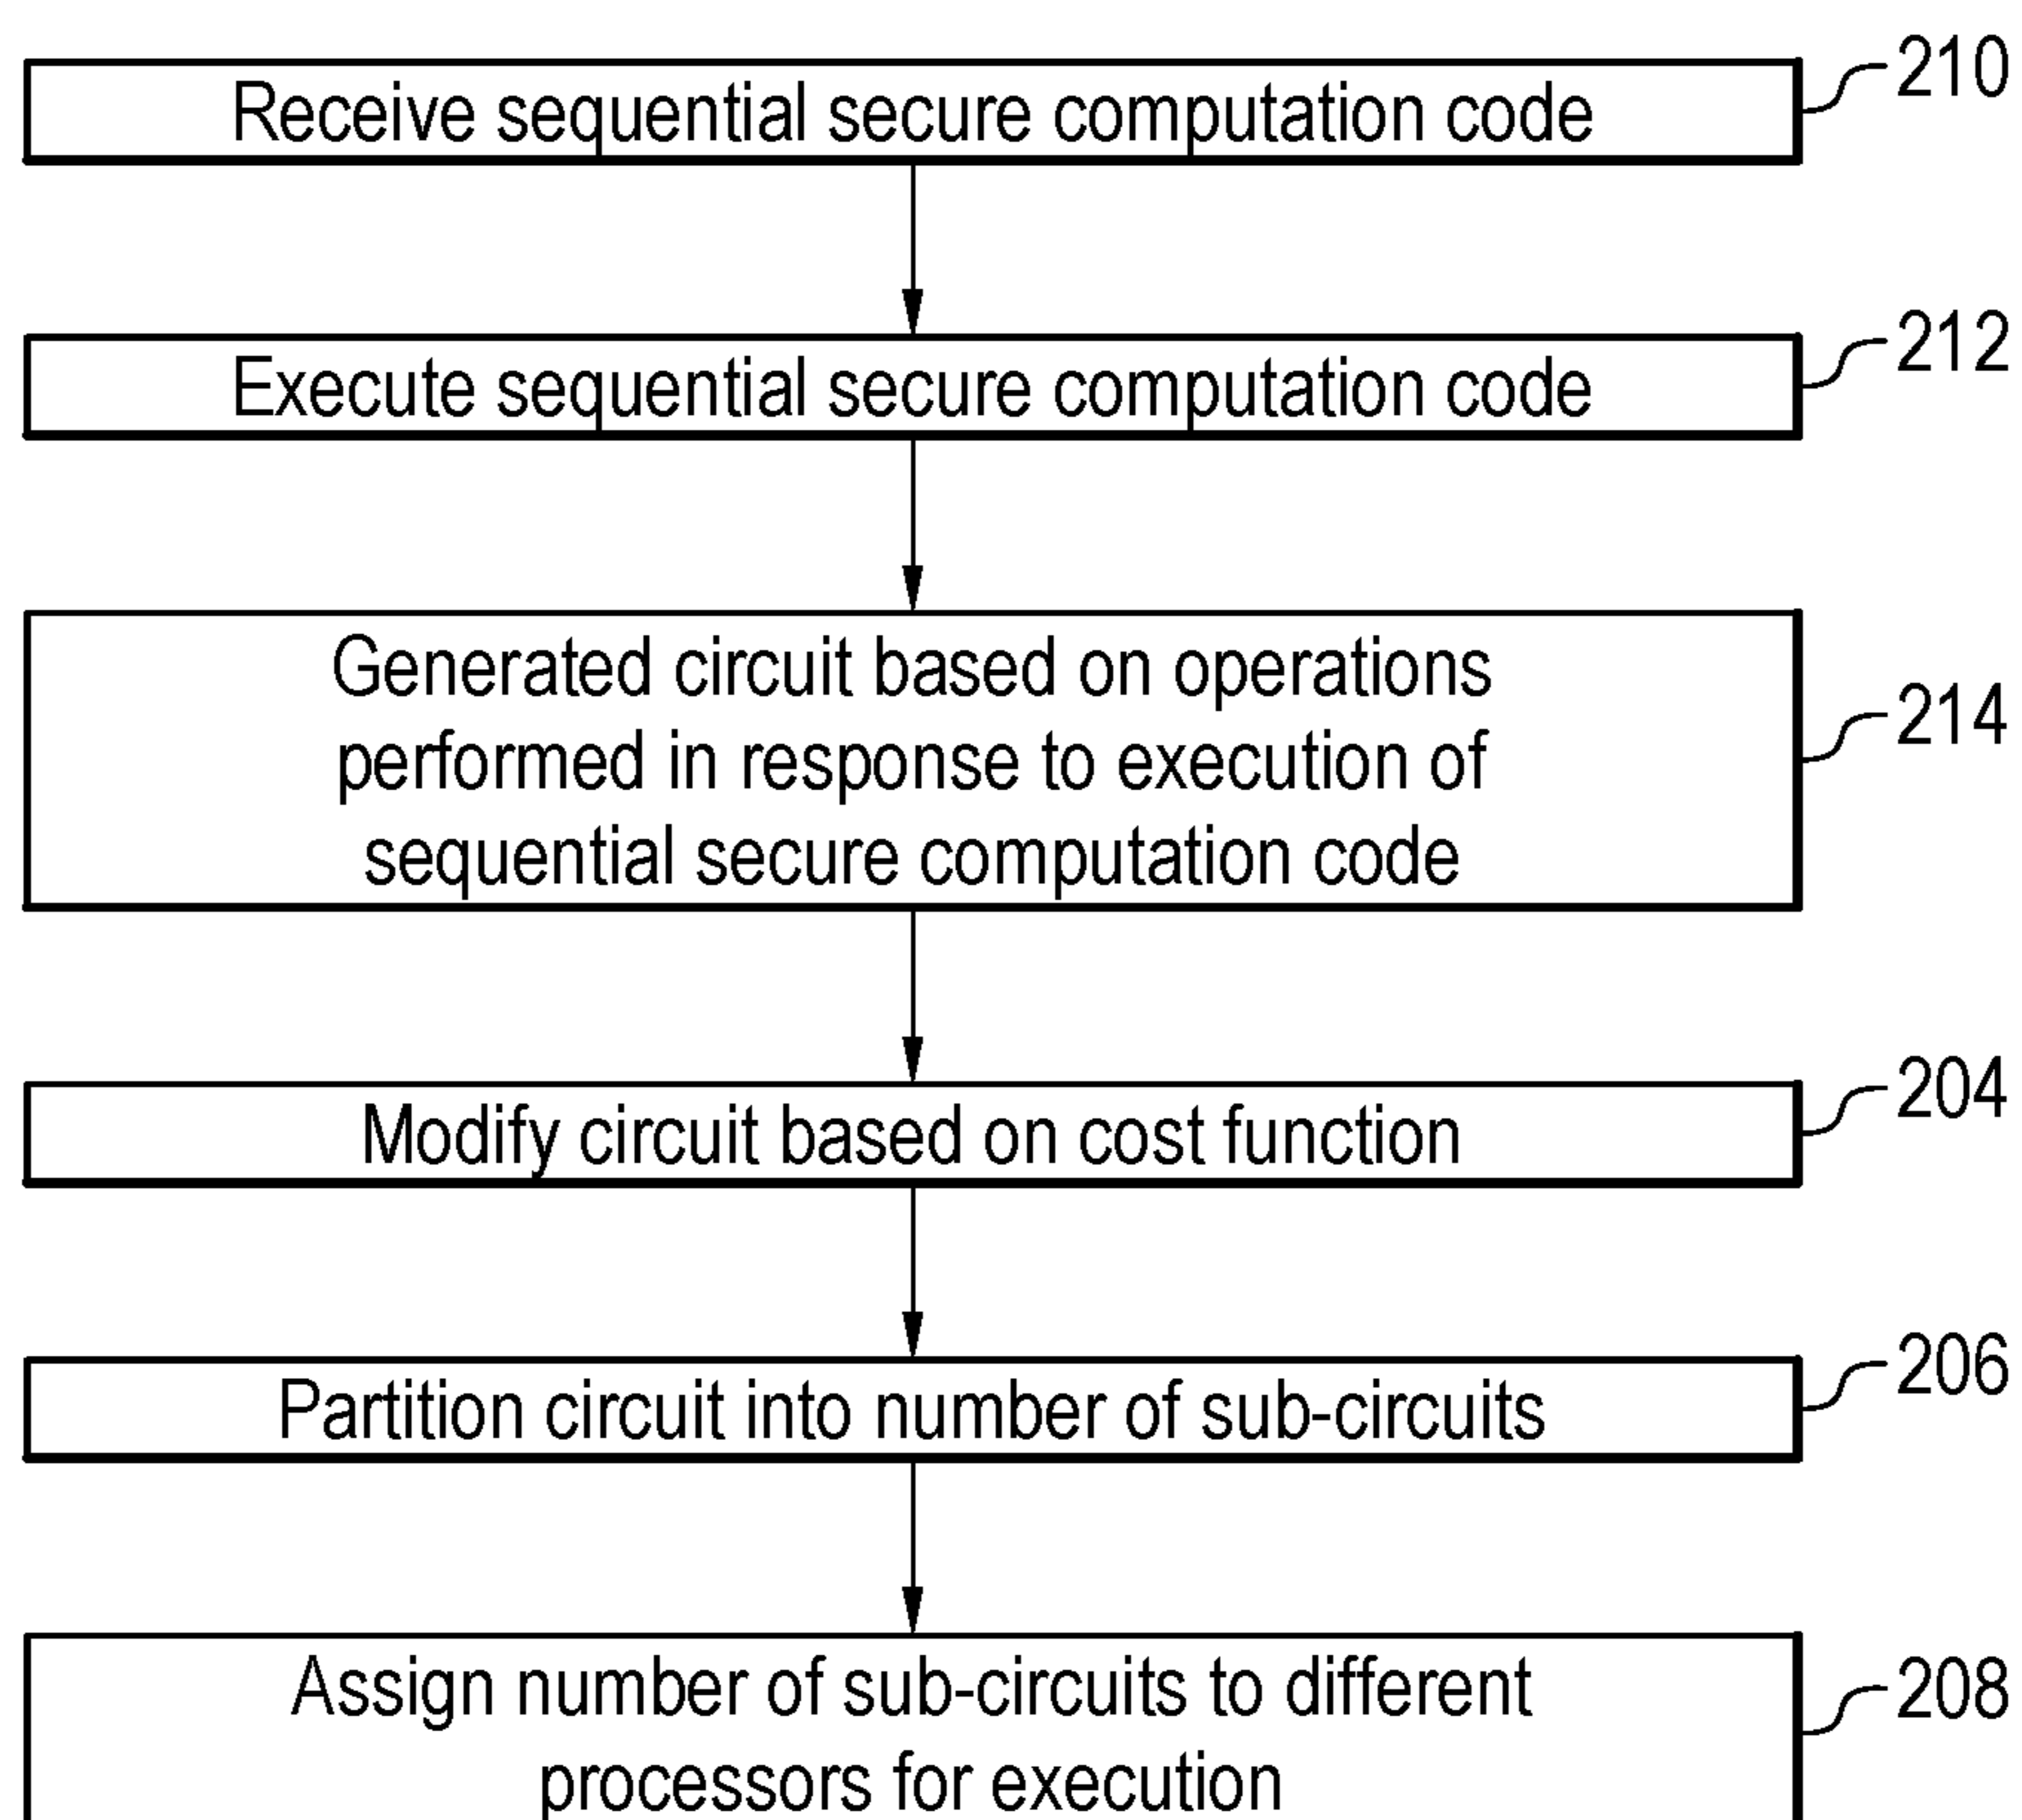 Receive sequential secure computation code
210
Execute sequential secure computation code
212
Generated circuit based on operations
performed in response to execution of
sequential secure computation code
214
Modify circuit based on cost function
204
Partition circuit into number of sub-circuits
206
Assign number of sub-circuits to different
processors for execution
208